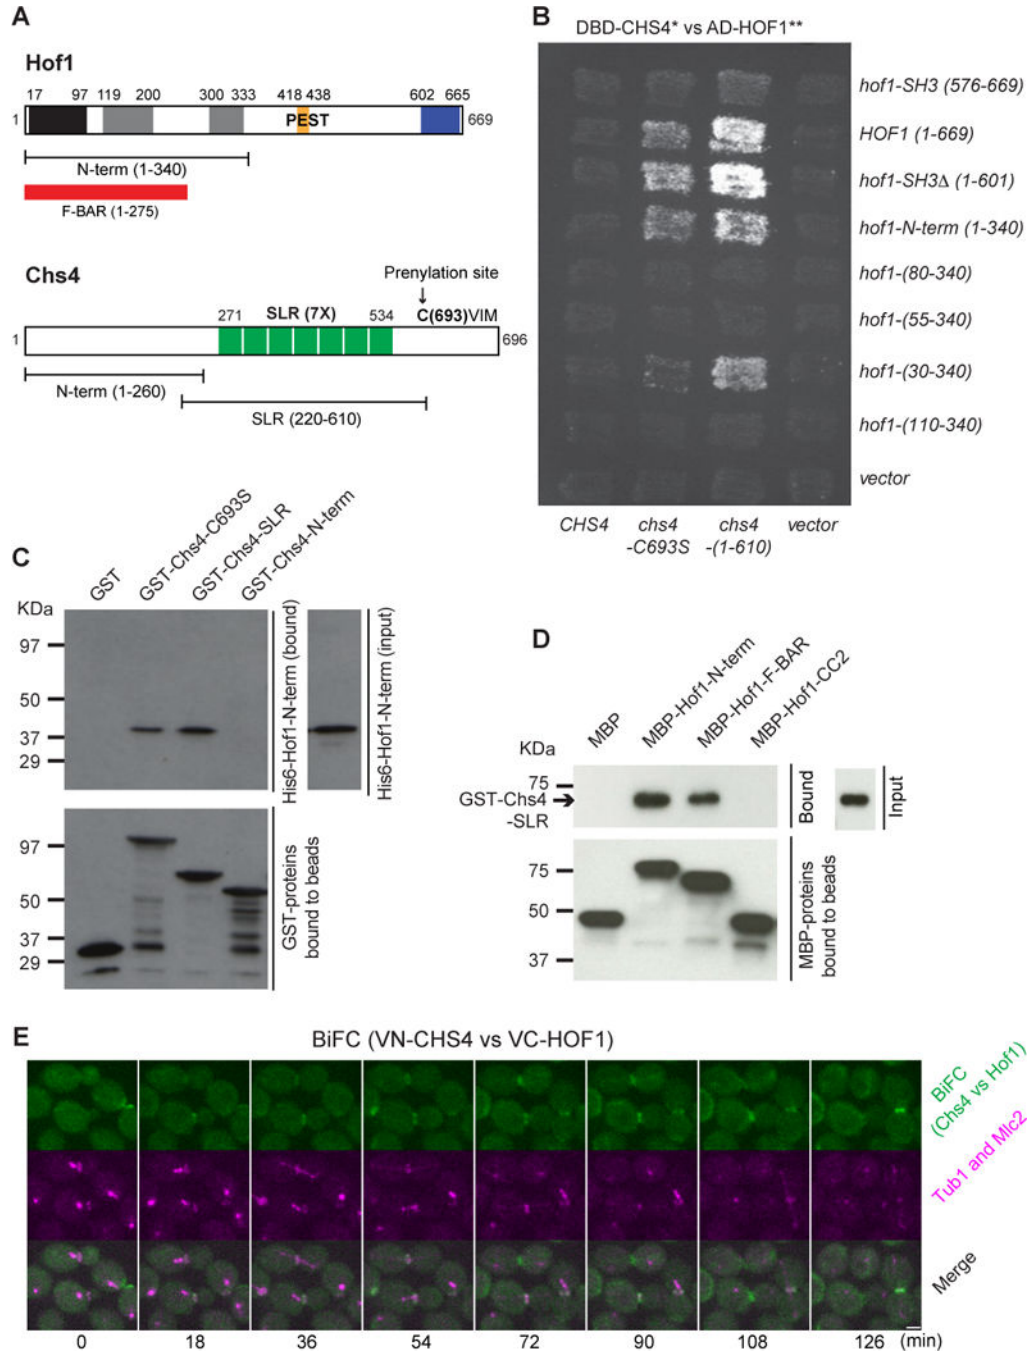 A
Hof1
17 97 119 200 300 333 418 438 602 665
1 PEST 669
N-term (1-340)
F-BAR (1-275)
Chs4
Prenylation site
271 SLR (7X) 534 C(693)VIM
1 696
N-term (1-260)
SLR (220-610)
B
DBD-CHS4* vs AD-HOF1**
hof1-SH3 (576-669)
HOF1 (1-669)
hof1-SH3Δ (1-601)
hof1-N-term (1-340)
hof1-(80-340)
hof1-(55-340)
hof1-(30-340)
hof1-(110-340)
vector
CHS4 chs4 chs4 vector
-C693S -(1-610)
C
GST
GST-Chs4-C693S
GST-Chs4-SLR
GST-Chs4-N-term
KDa
97
50
37
29
His6-Hof1-N-term (bound)
His6-Hof1-N-term (input)
97
50
37
29
GST-proteins
bound to beads
D
MBP
MBP-Hof1-N-term
MBP-Hof1-F-BAR
MBP-Hof1-CC2
KDa
75
GST-Chs4
-SLR
50
Bound
Input
75
50
37
MBP-proteins
bound to beads
E
BiFC (VN-CHS4 vs VC-HOF1)
BiFC
(Chs4 vs Hof1)
Tub1 and Mlc2
Merge
0 18 36 54 72 90 108 126 (min)